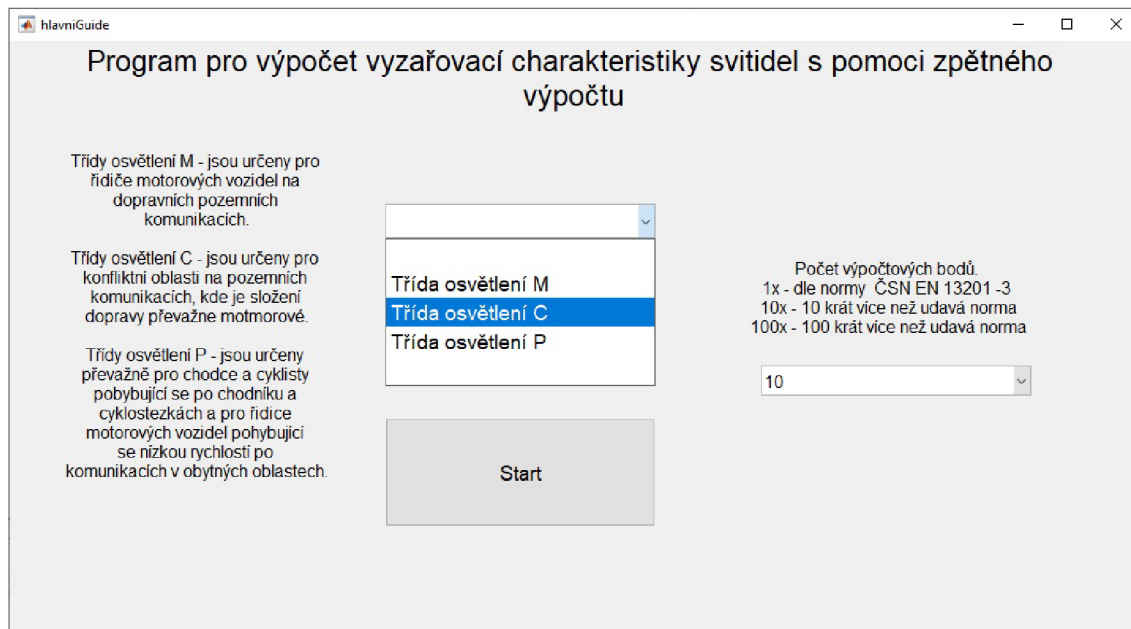 hlavniGuide
Program pro výpočet vyzařovací charakteristiky svitidel s pomoci zpětného
výpočtu
Třídy osvětlení M - jsou určeny pro
řidiče motorových vozidel na
dopravních pozemních
komunikacích.
Třídy osvětlení C - jsou určeny pro
konfliktní oblasti na pozemních
komunikacích, kde je složení
dopravy převažne motmorové.
Třídy osvětlení P - jsou určeny
převažně pro chodce a cyklisty
pobybující se po chodníku a
cyklostezkách a pro řidice
motorových vozidel pohybující
se nízkou rychlostí po
komunikacích v obytných oblastech.
Třída osvětlení M
Třída osvětlení C
Třída osvětlení P
Start
Počet výpočtových bodů.
1x - dle normy  ČSN EN 13201 -3
10x - 10 krát více než udavá norma
100x - 100 krát více než udavá norma
10